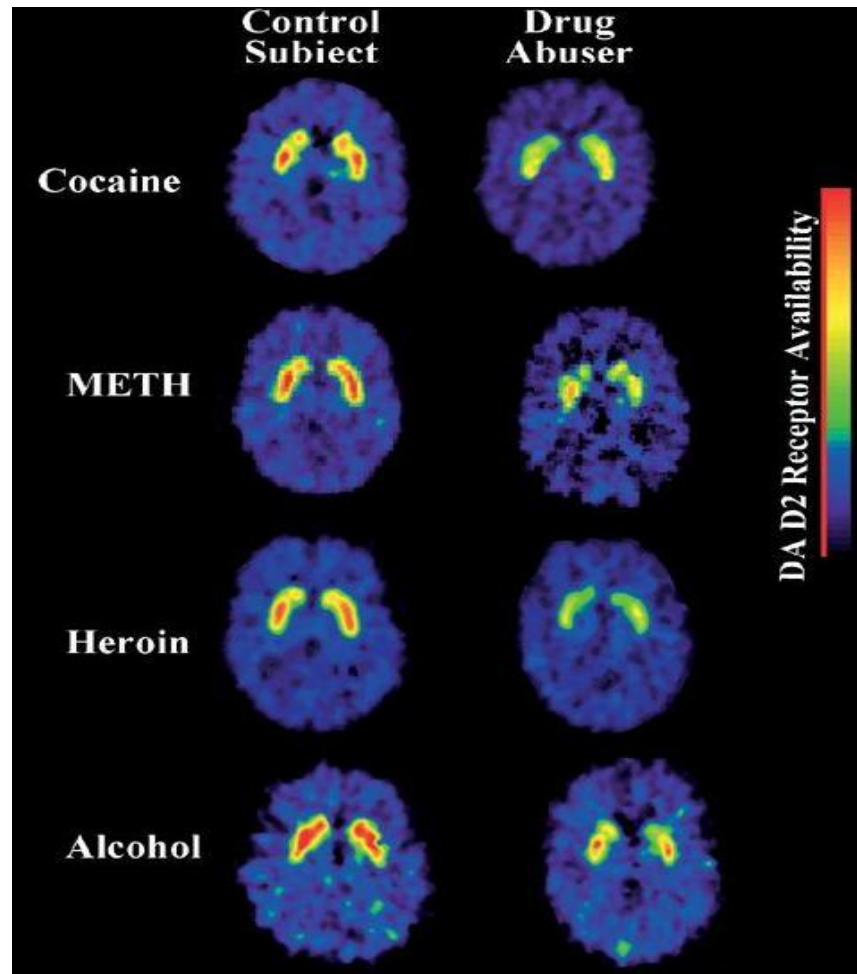 Control
Subiect
Drug
Abuser
Cocaine
METH
Heroin
Alcohol
DA D2 Receptor Availability